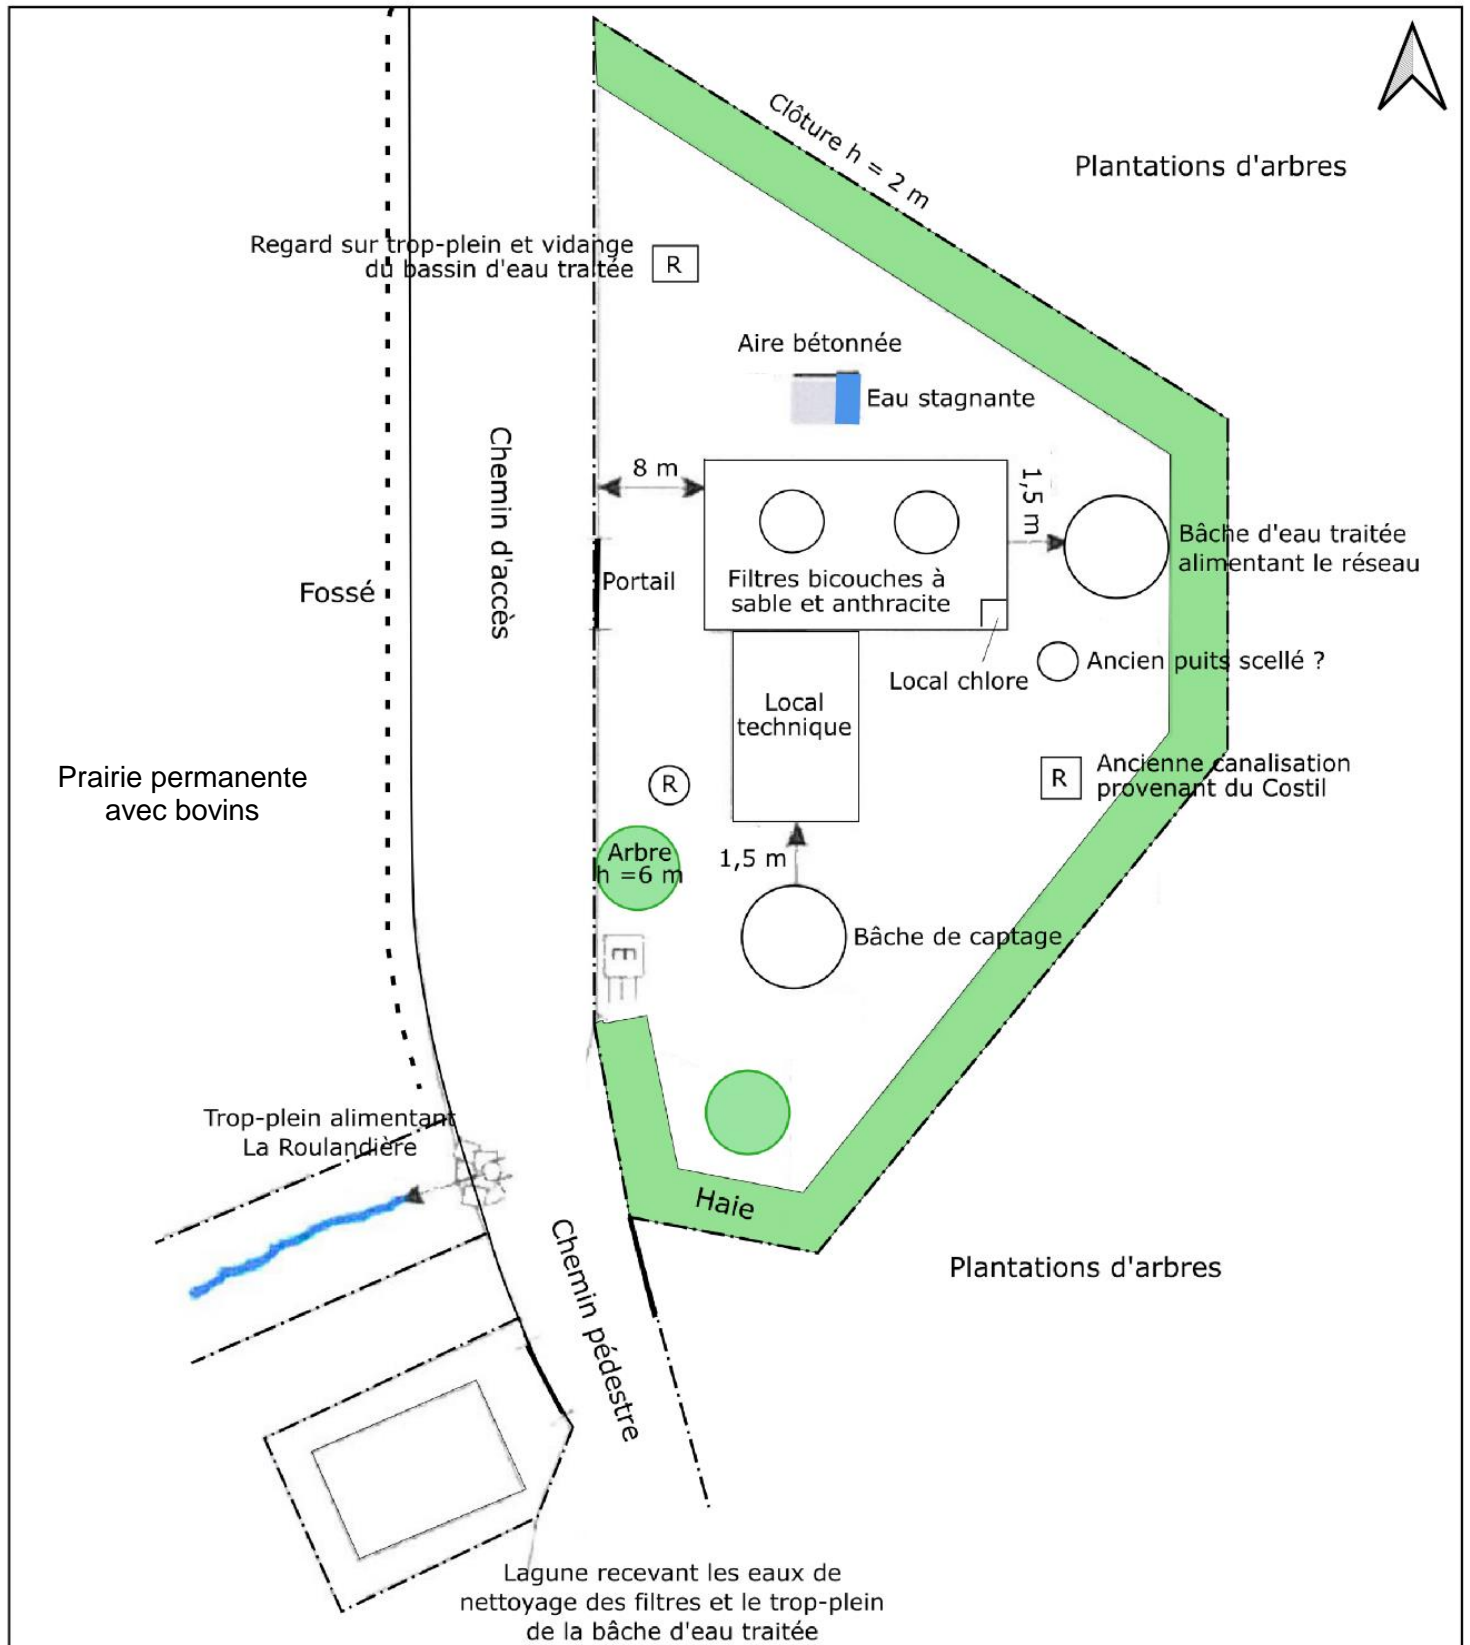 Clôture h = 2 m
Plantations d'arbres
Regard sur trop-plein et vidange
du bassin d'eau traitée
R
Aire bétonnée
Eau stagnante
Chemin d'accès
8 m
1,5 m
Bâche d'eau traitée
alimentant le réseau
Portail
Filtres bicouches à
sable et anthracite
Fossé
Ancien puits scellé ?
Local chlore
Local
technique
Prairie permanente
avec bovins
R
R
Ancienne canalisation
provenant du Costil
Arbre
h =6 m
1,5 m
Bâche de captage
E
Trop-plein alimentant
La Roulandière
Haie
Chemin pédestre
Plantations d'arbres
Lagune recevant les eaux de
nettoyage des filtres et le trop-plein
de la bâche d'eau traitée